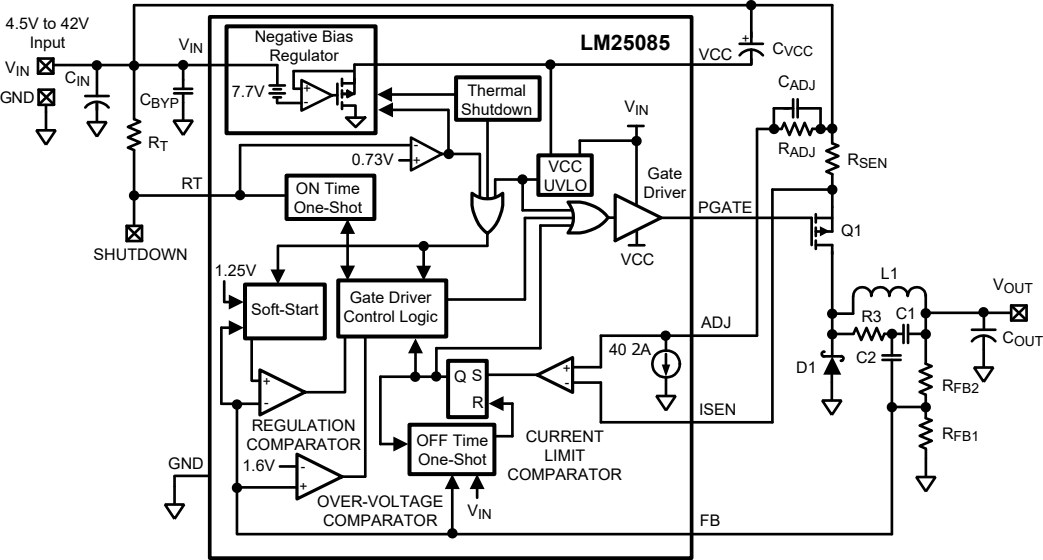 4.5V to 42V
Input
VIN
GND
CIN
VIN
CBYP
RT
RT
SHUTDOWN
GND
Negative Bias
Regulator
7.7V
LM25085
Thermal
Shutdown
0.73V
ON Time
One-Shot
VCC
UVLO
VIN
Gate
Driver
VCC
1.25V
Soft-Start
Gate Driver
Control Logic
+
-
REGULATION
COMPARATOR
1.6V
-
+
OVER-VOLTAGE
COMPARATOR
Q S
R
OFF Time
One-Shot
VIN
+
-
CURRENT
LIMIT
COMPARATOR
40 2A
VCC
PGATE
ADJ
ISEN
FB
+
CVCC
CADJ
RADJ
RSEN
Q1
L1
R3
C1
C2
D1
VOUT
COUT
RFB2
RFB1